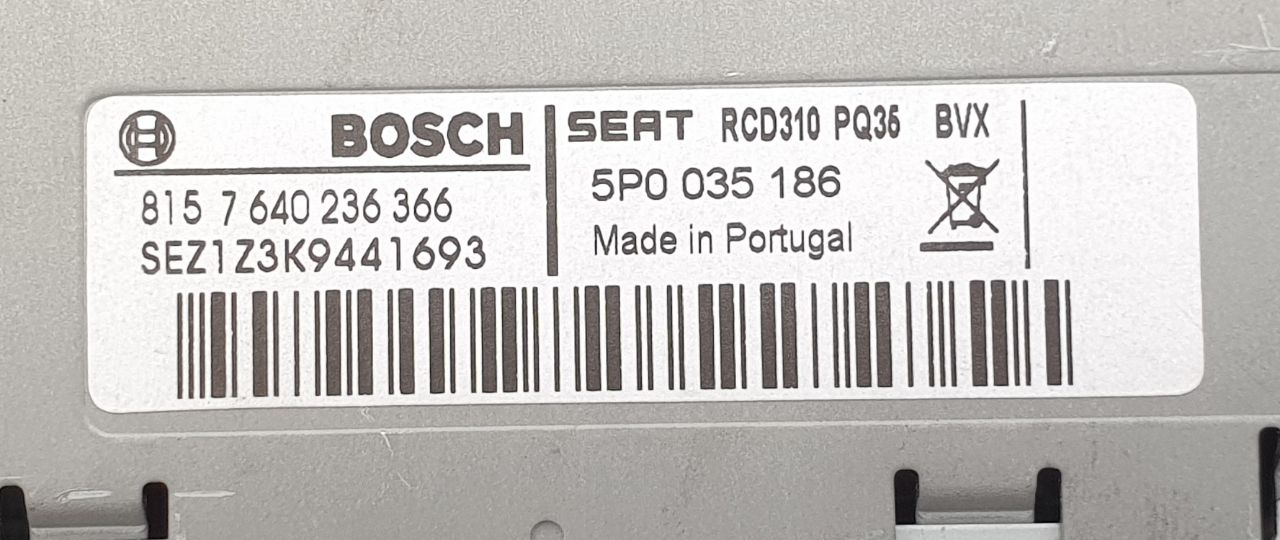 BOSCH
815 7 640 236 366
SEZ1Z3K9441693
SEAT RCD310 PQ35 BVX
5P0 035 186
Made in Portugal